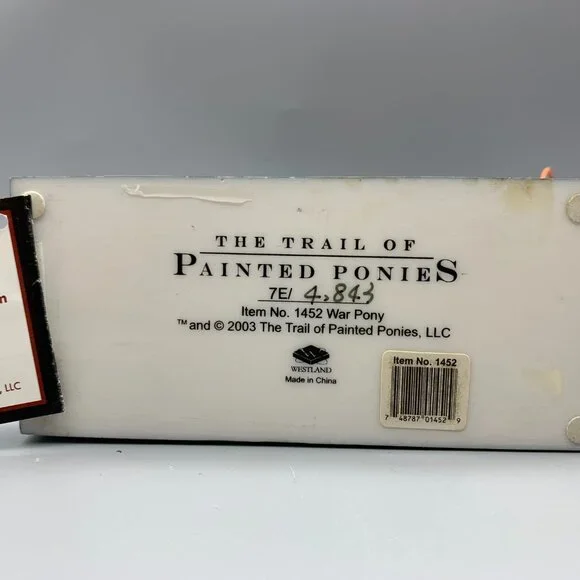 THE TRAIL OF
PAINTED PONIES
7E/ 4,843
Item No. 1452 War Pony
™ and © 2003 The Trail of Painted Ponies, LLC
WESTLAND
Made in China
Item No. 1452
7 48787 01452 9
, LLC